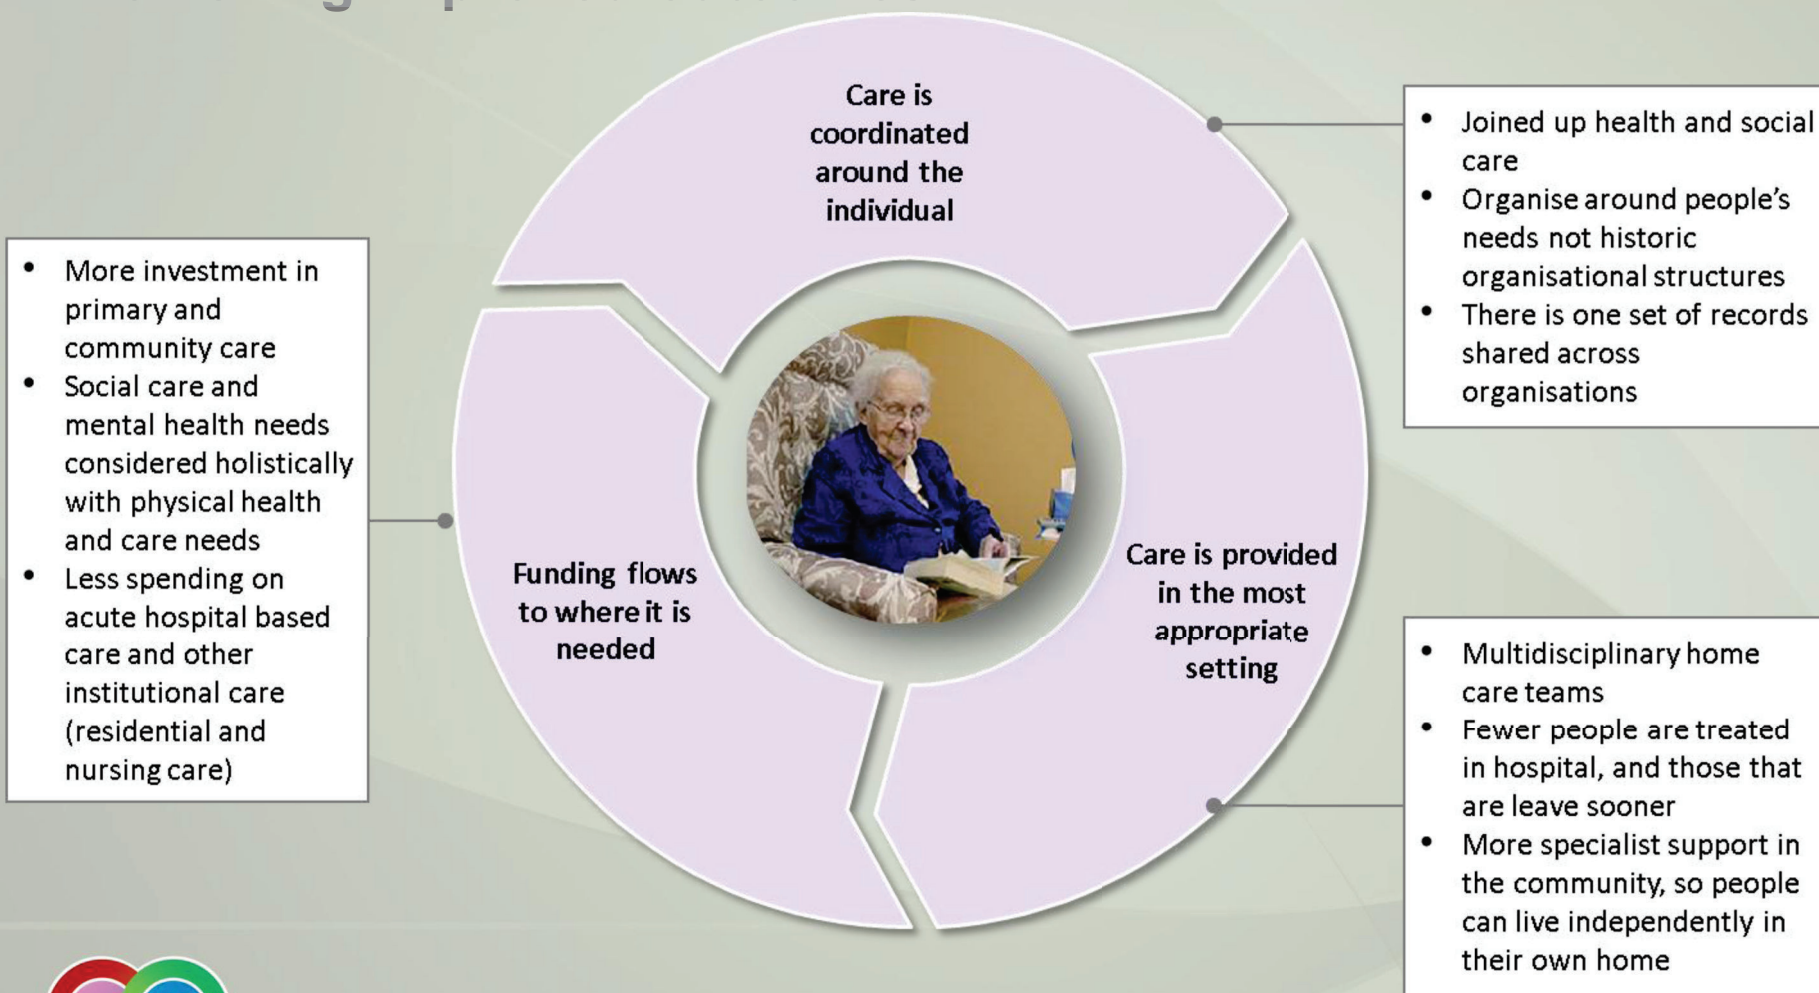 Care is
coordinated
around the
individual
• Joined up health and social
care
• Organise around people's
needs not historic
organisational structures
• There is one set of records
shared across
organisations
• More investment in
primary and
community care
• Social care and
mental health needs
considered holistically
with physical health
and care needs
• Less spending on
acute hospital based
care and other
institutional care
(residential and
nursing care)
Funding flows
to where it is
needed
Care is provided
in the most
appropriate
setting
• Multidisciplinary home
care teams
• Fewer people are treated
in hospital, and those that
are leave sooner
• More specialist support in
the community, so people
can live independently in
their own home